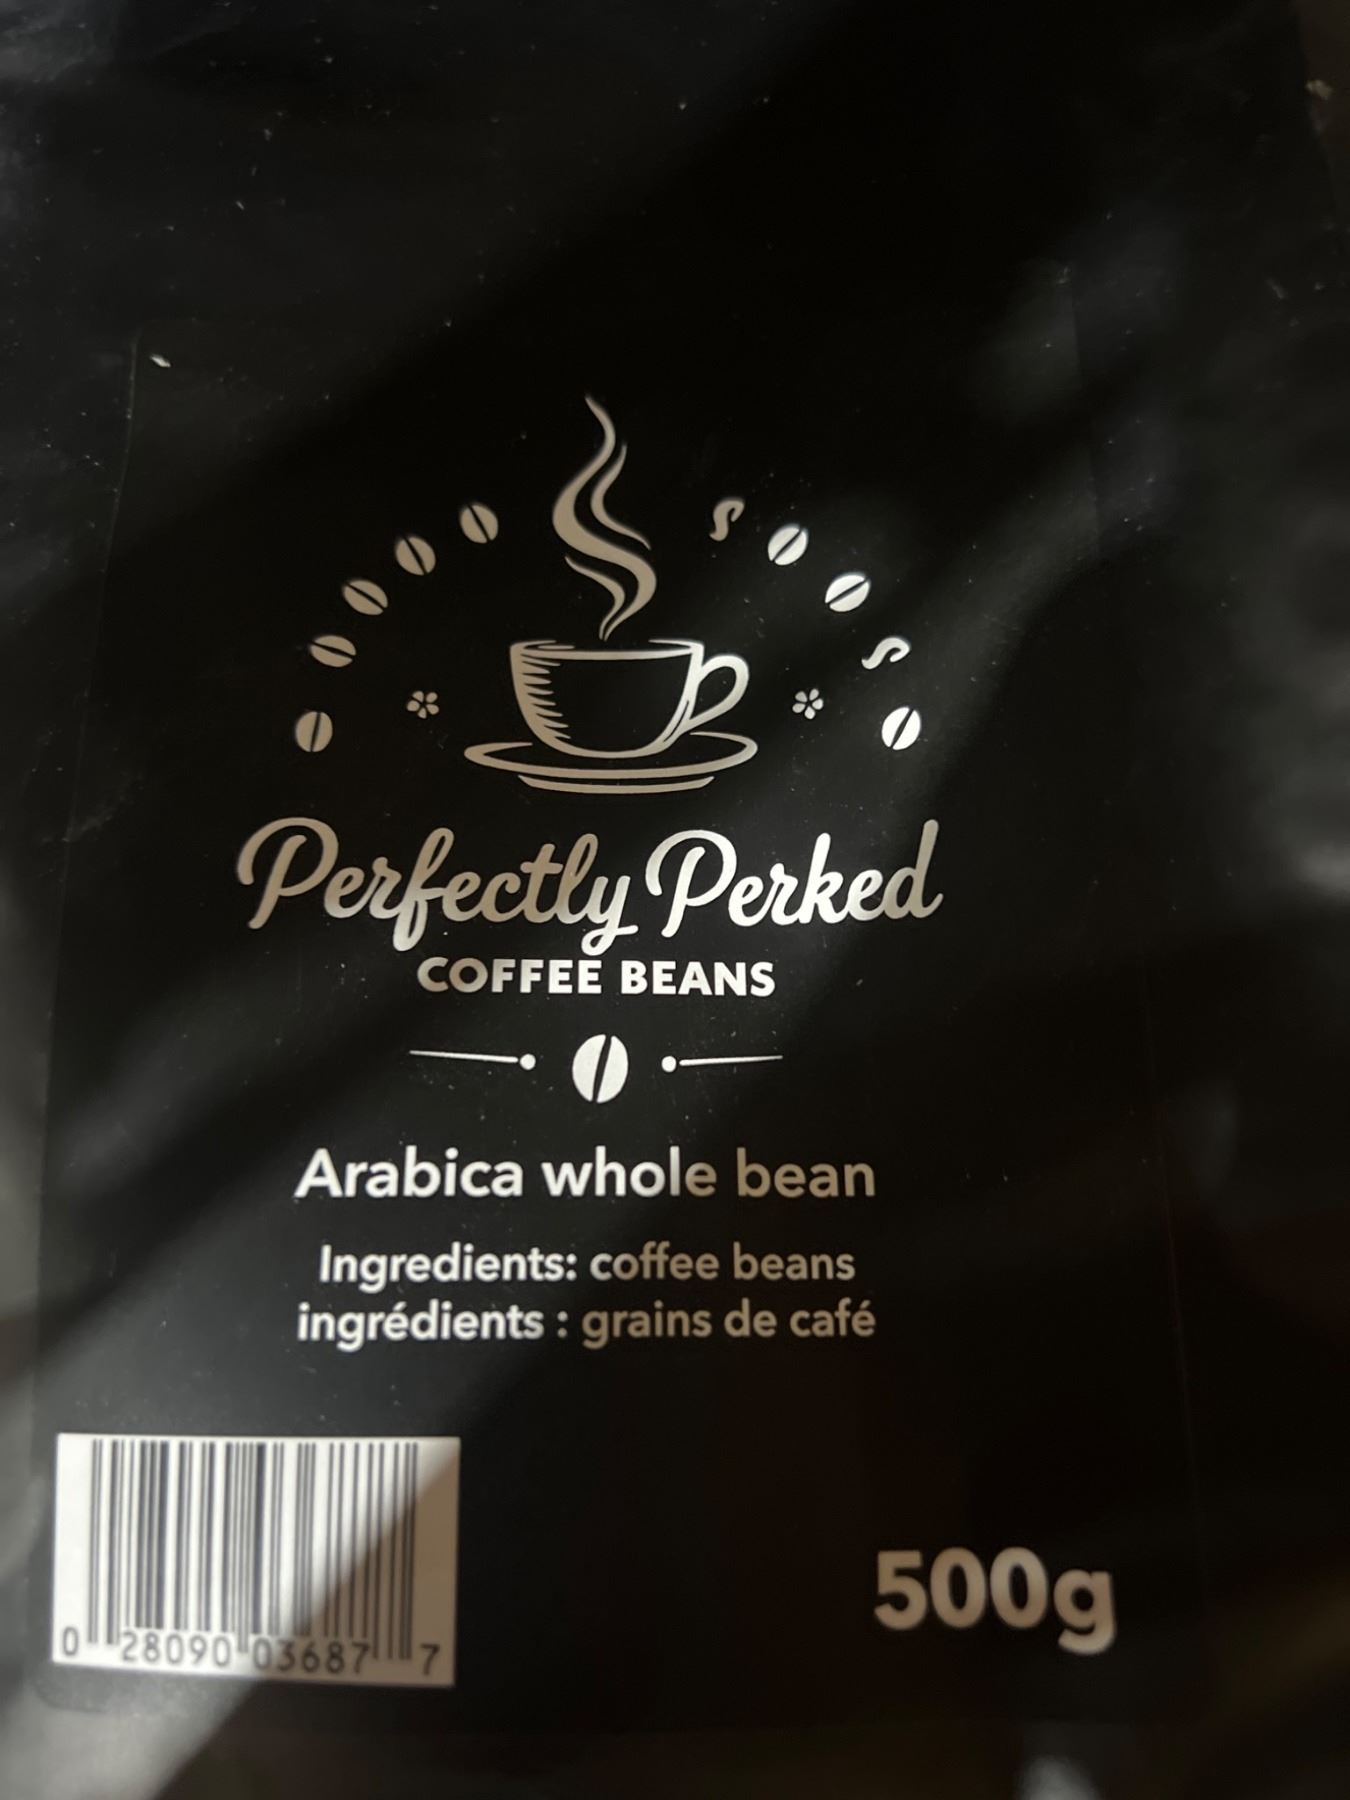 Perfectly Perked
COFFEE BEANS
Arabica whole bean
Ingredients: coffee beans
ingrédients : grains de café
500g
0 28090 03687 7